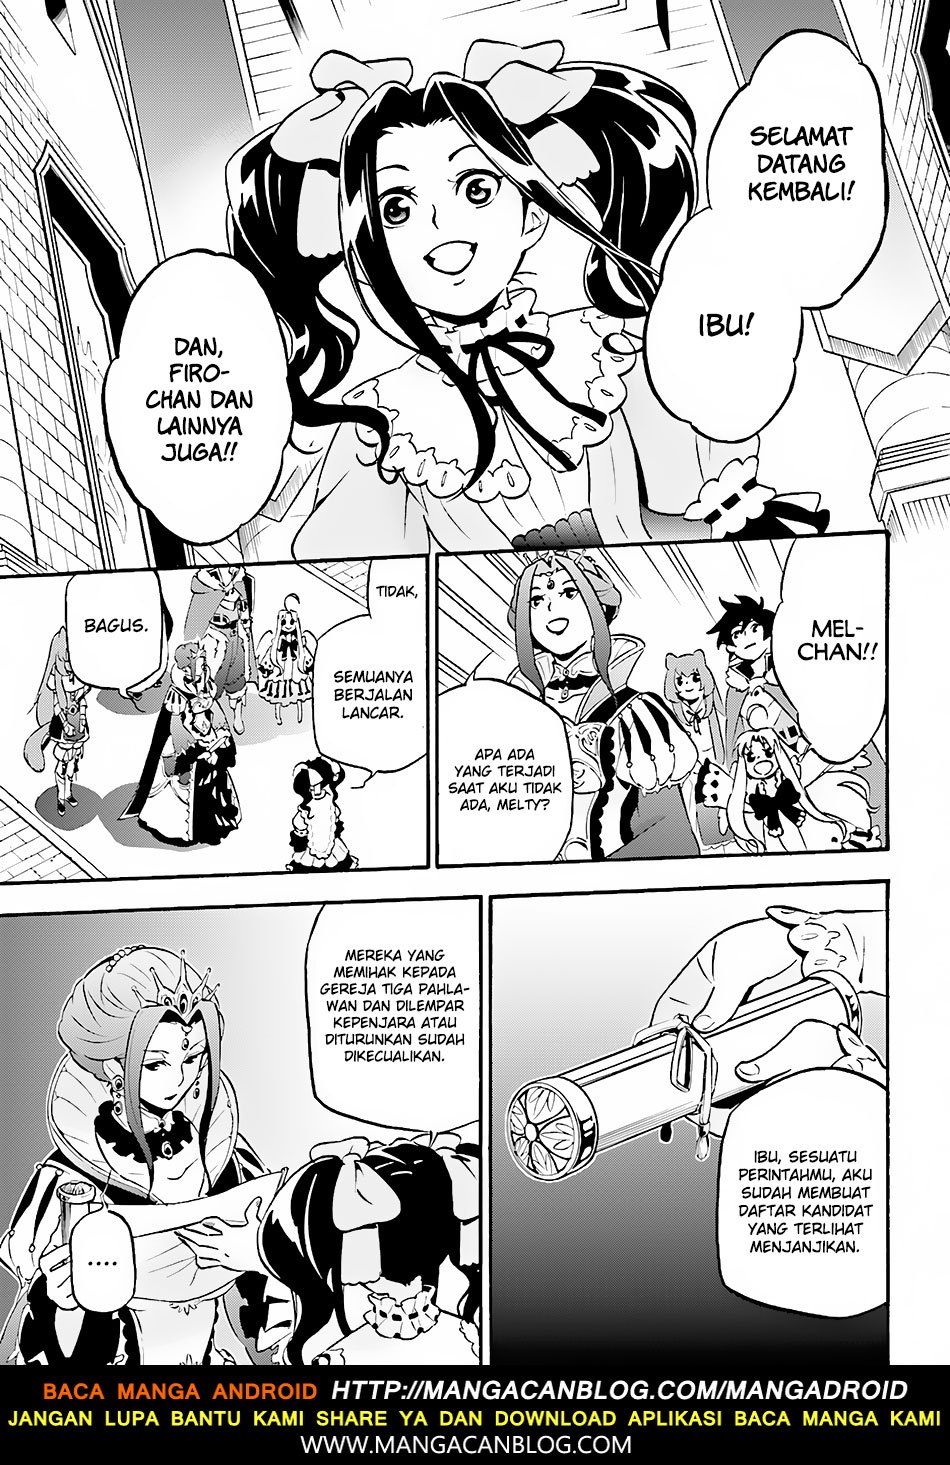 SELAMAT
DATANG
KEMBALI!
IBU!
DAN,
FIRO-
CHAN DAN
LAINNYA
JUGA!!
MEL-
CHAN!!
APA ADA
YANG TERJADI
SAAT AKU TIDAK
ADA, MELTY?
TIDAK,
SEMUANYA
BERJALAN
LANCAR.
BAGUS.
IBU, SESUATU
PERINTAHMU, AKU
SUDAH MEMBUAT
DAFTAR KANDIDAT
YANG TERLIHAT
MENJANJIKAN.
MEREKA YANG
MEMIHAK KEPADA
GEREJA TIGA PAHLA-
WAN DAN DILEMPAR
KEPENJARA ATAU
DITURUNKAN SUDAH
DIKECUALIKAN.
....
BACA MANGA ANDROID HTTP://MANGACANBLOG.COM/MANGADROID
JANGAN LUPA BANTU KAMI SHARE YA DAN DOWNLOAD APLIKASI BACA MANGA KAMI
WWW.MANGACANBLOG.COM